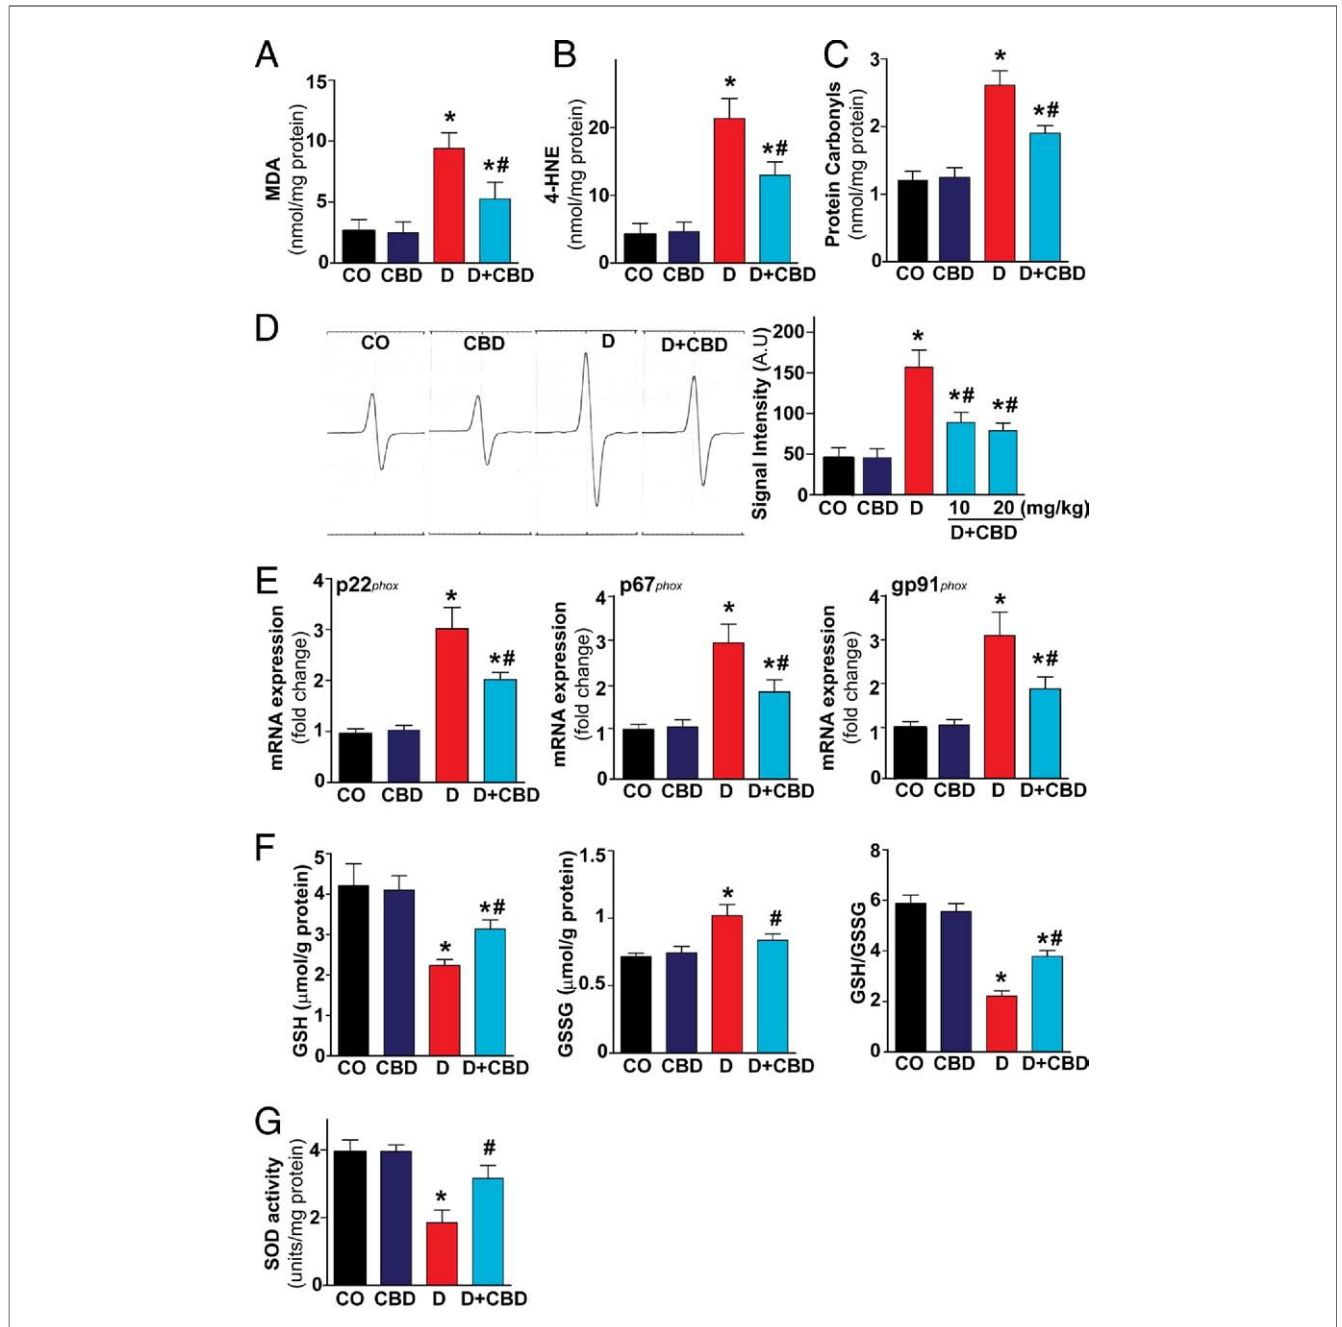 A
MDA
(nmol/mg protein)
15
10
5
0
*
*#
CO CBD D D+CBD
B
4-HNE
(nmol/mg protein)
20
10
0
*
*#
CO CBD D D+CBD
C
Protein Carbonyls
(nmol/mg protein)
3
2
1
0
*
*#
CO CBD D D+CBD
D
CO CBD D D+CBD
Signal Intensity (A.U)
200
150
100
50
0
*
*#
*#
CO CBD D 10 20 (mg/kg)
D+CBD
E
p22phox
mRNA expression
(fold change)
4
3
2
1
0
*
*#
CO CBD D D+CBD
p67phox
mRNA expression
(fold change)
4
3
2
1
0
*
*#
CO CBD D D+CBD
gp91phox
mRNA expression
(fold change)
4
3
2
1
0
*
*#
CO CBD D D+CBD
F
GSH (μmol/g protein)
5
4
3
2
1
0
*
*#
CO CBD D D+CBD
GSSG (μmol/g protein)
1.5
1
0.5
0
*
#
CO CBD D D+CBD
GSH/GSSG
8
6
4
2
0
*
*#
CO CBD D D+CBD
G
SOD activity
(units/mg protein)
4
2
0
*
#
CO CBD D D+CBD